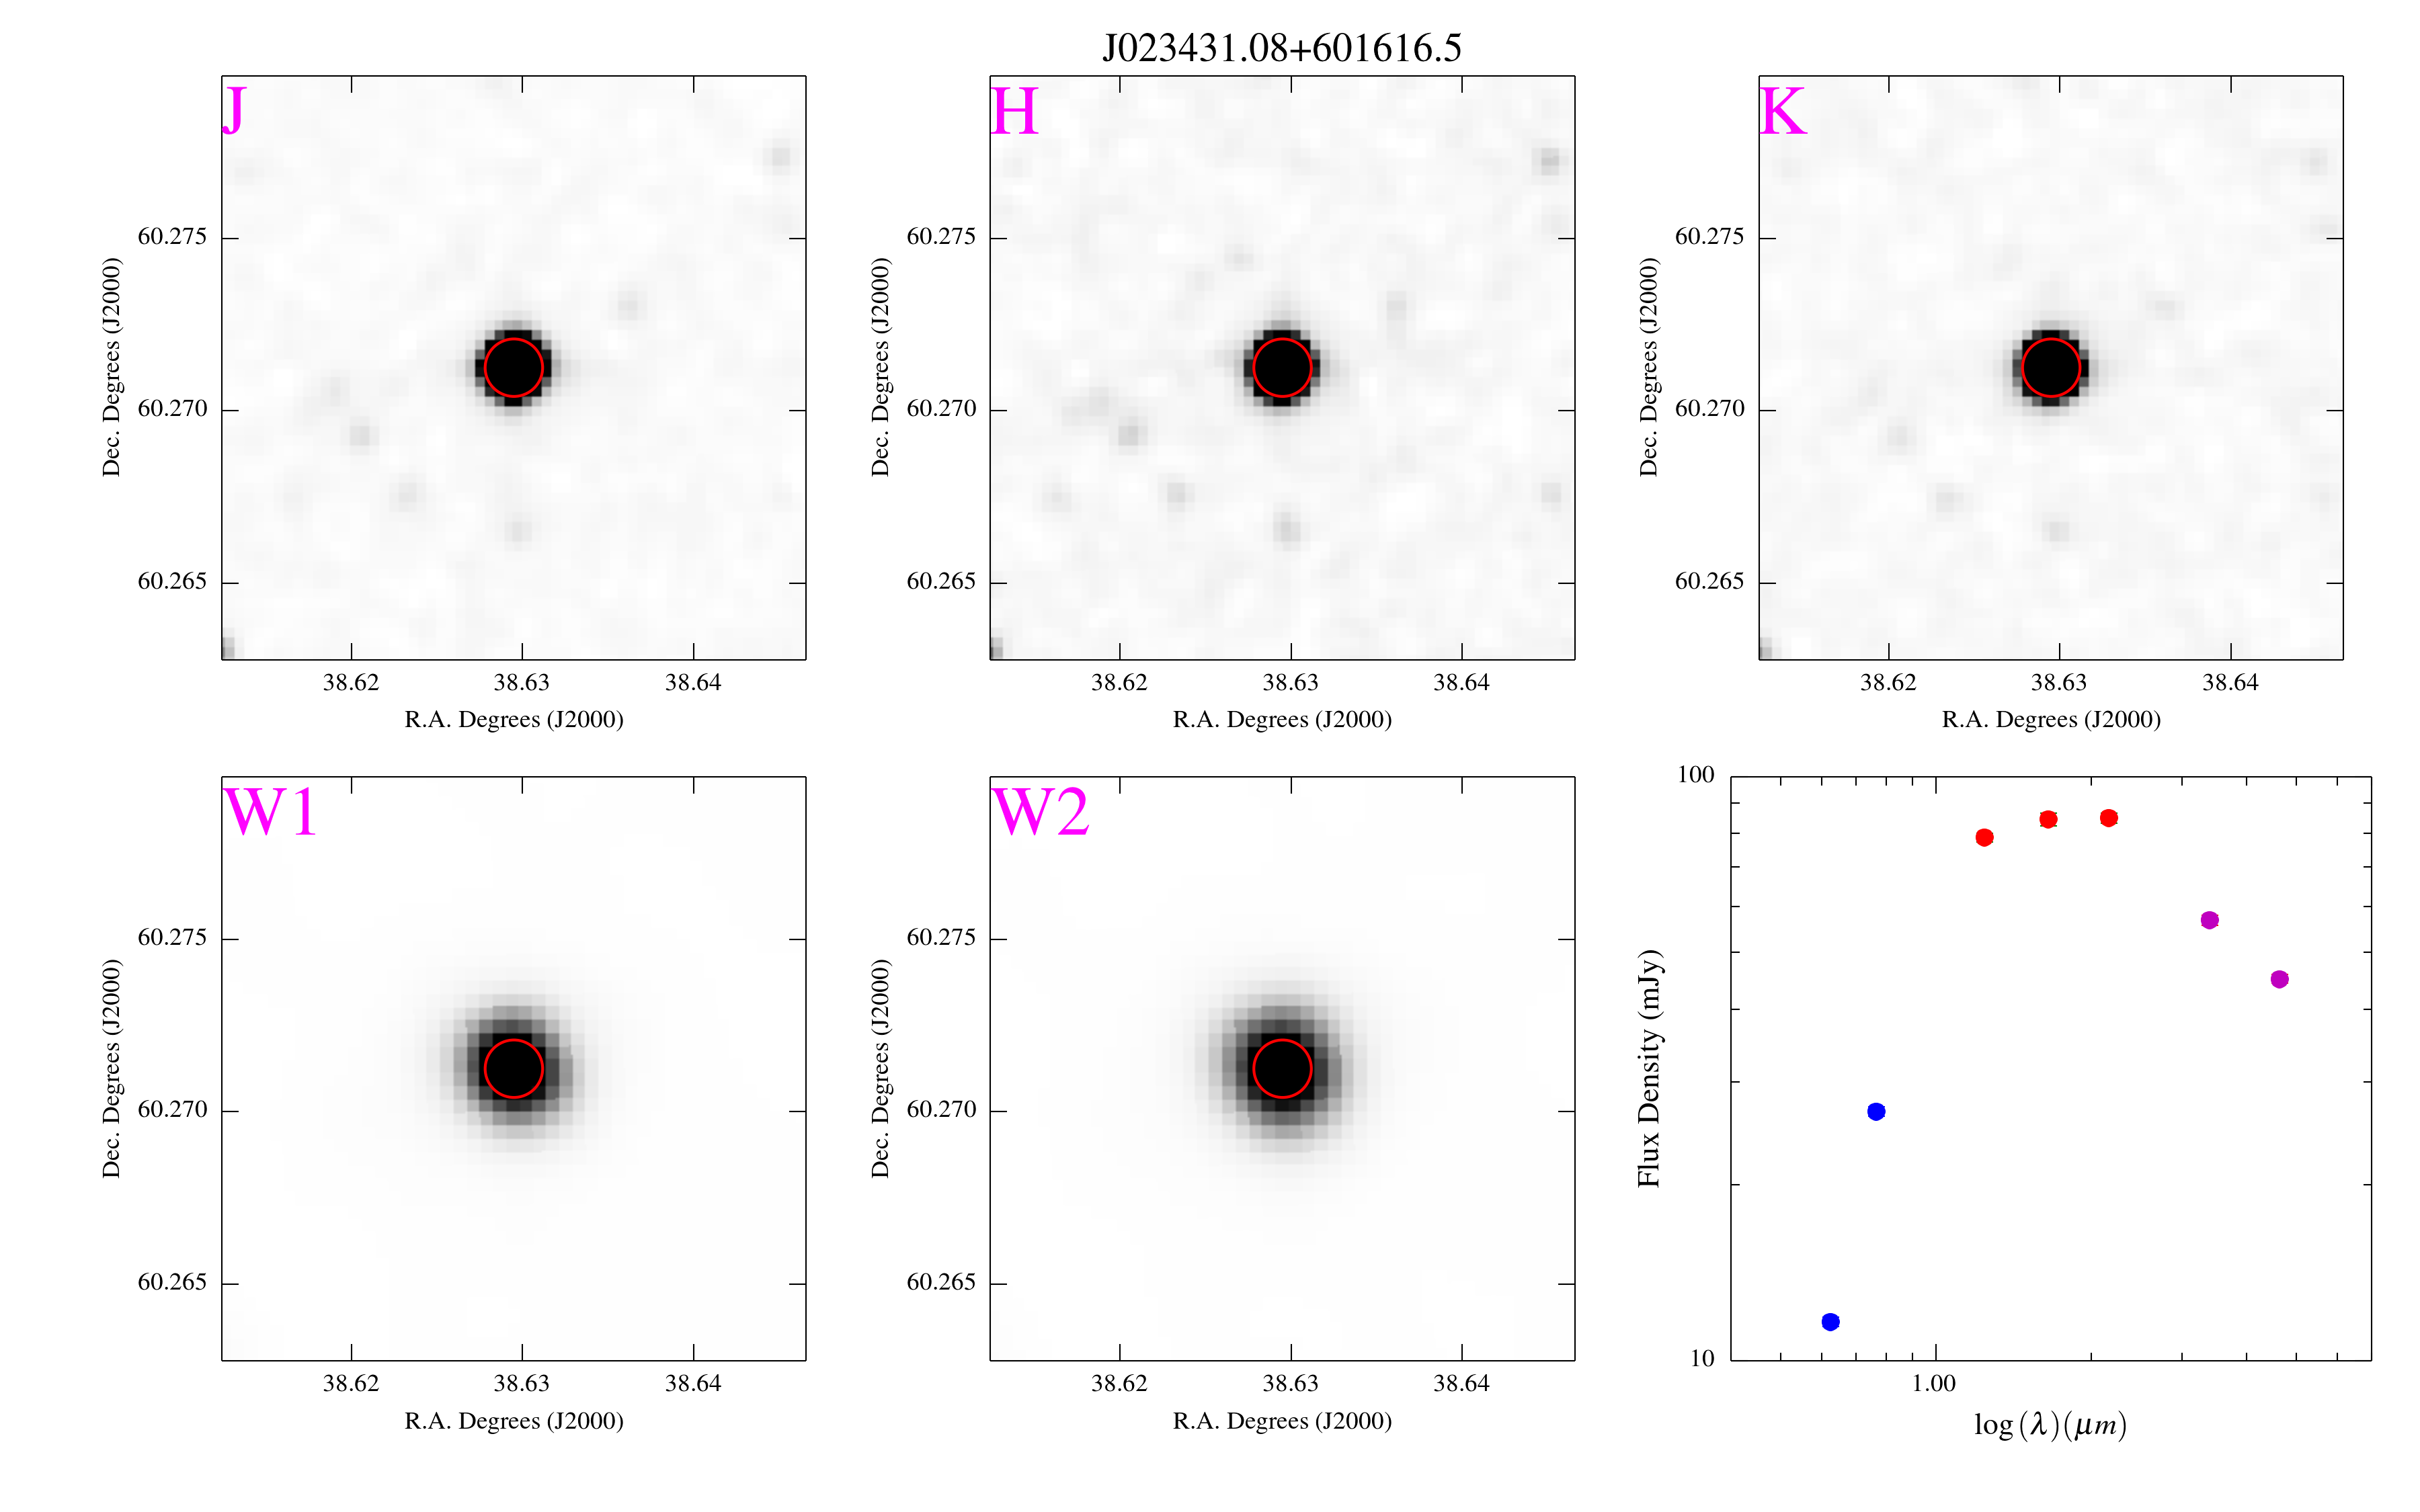 J023431.08+601616.5
J
Dec. Degrees (J2000)
60.275
60.270
60.265
38.62 38.63 38.64
R.A. Degrees (J2000)
H
Dec. Degrees (J2000)
60.275
60.270
60.265
38.62 38.63 38.64
R.A. Degrees (J2000)
K
Dec. Degrees (J2000)
60.275
60.270
60.265
38.62 38.63 38.64
R.A. Degrees (J2000)
W1
Dec. Degrees (J2000)
60.275
60.270
60.265
38.62 38.63 38.64
R.A. Degrees (J2000)
W2
Dec. Degrees (J2000)
60.275
60.270
60.265
38.62 38.63 38.64
R.A. Degrees (J2000)
100
Flux Density (mJy)
10
1.00
log(λ)(μm)